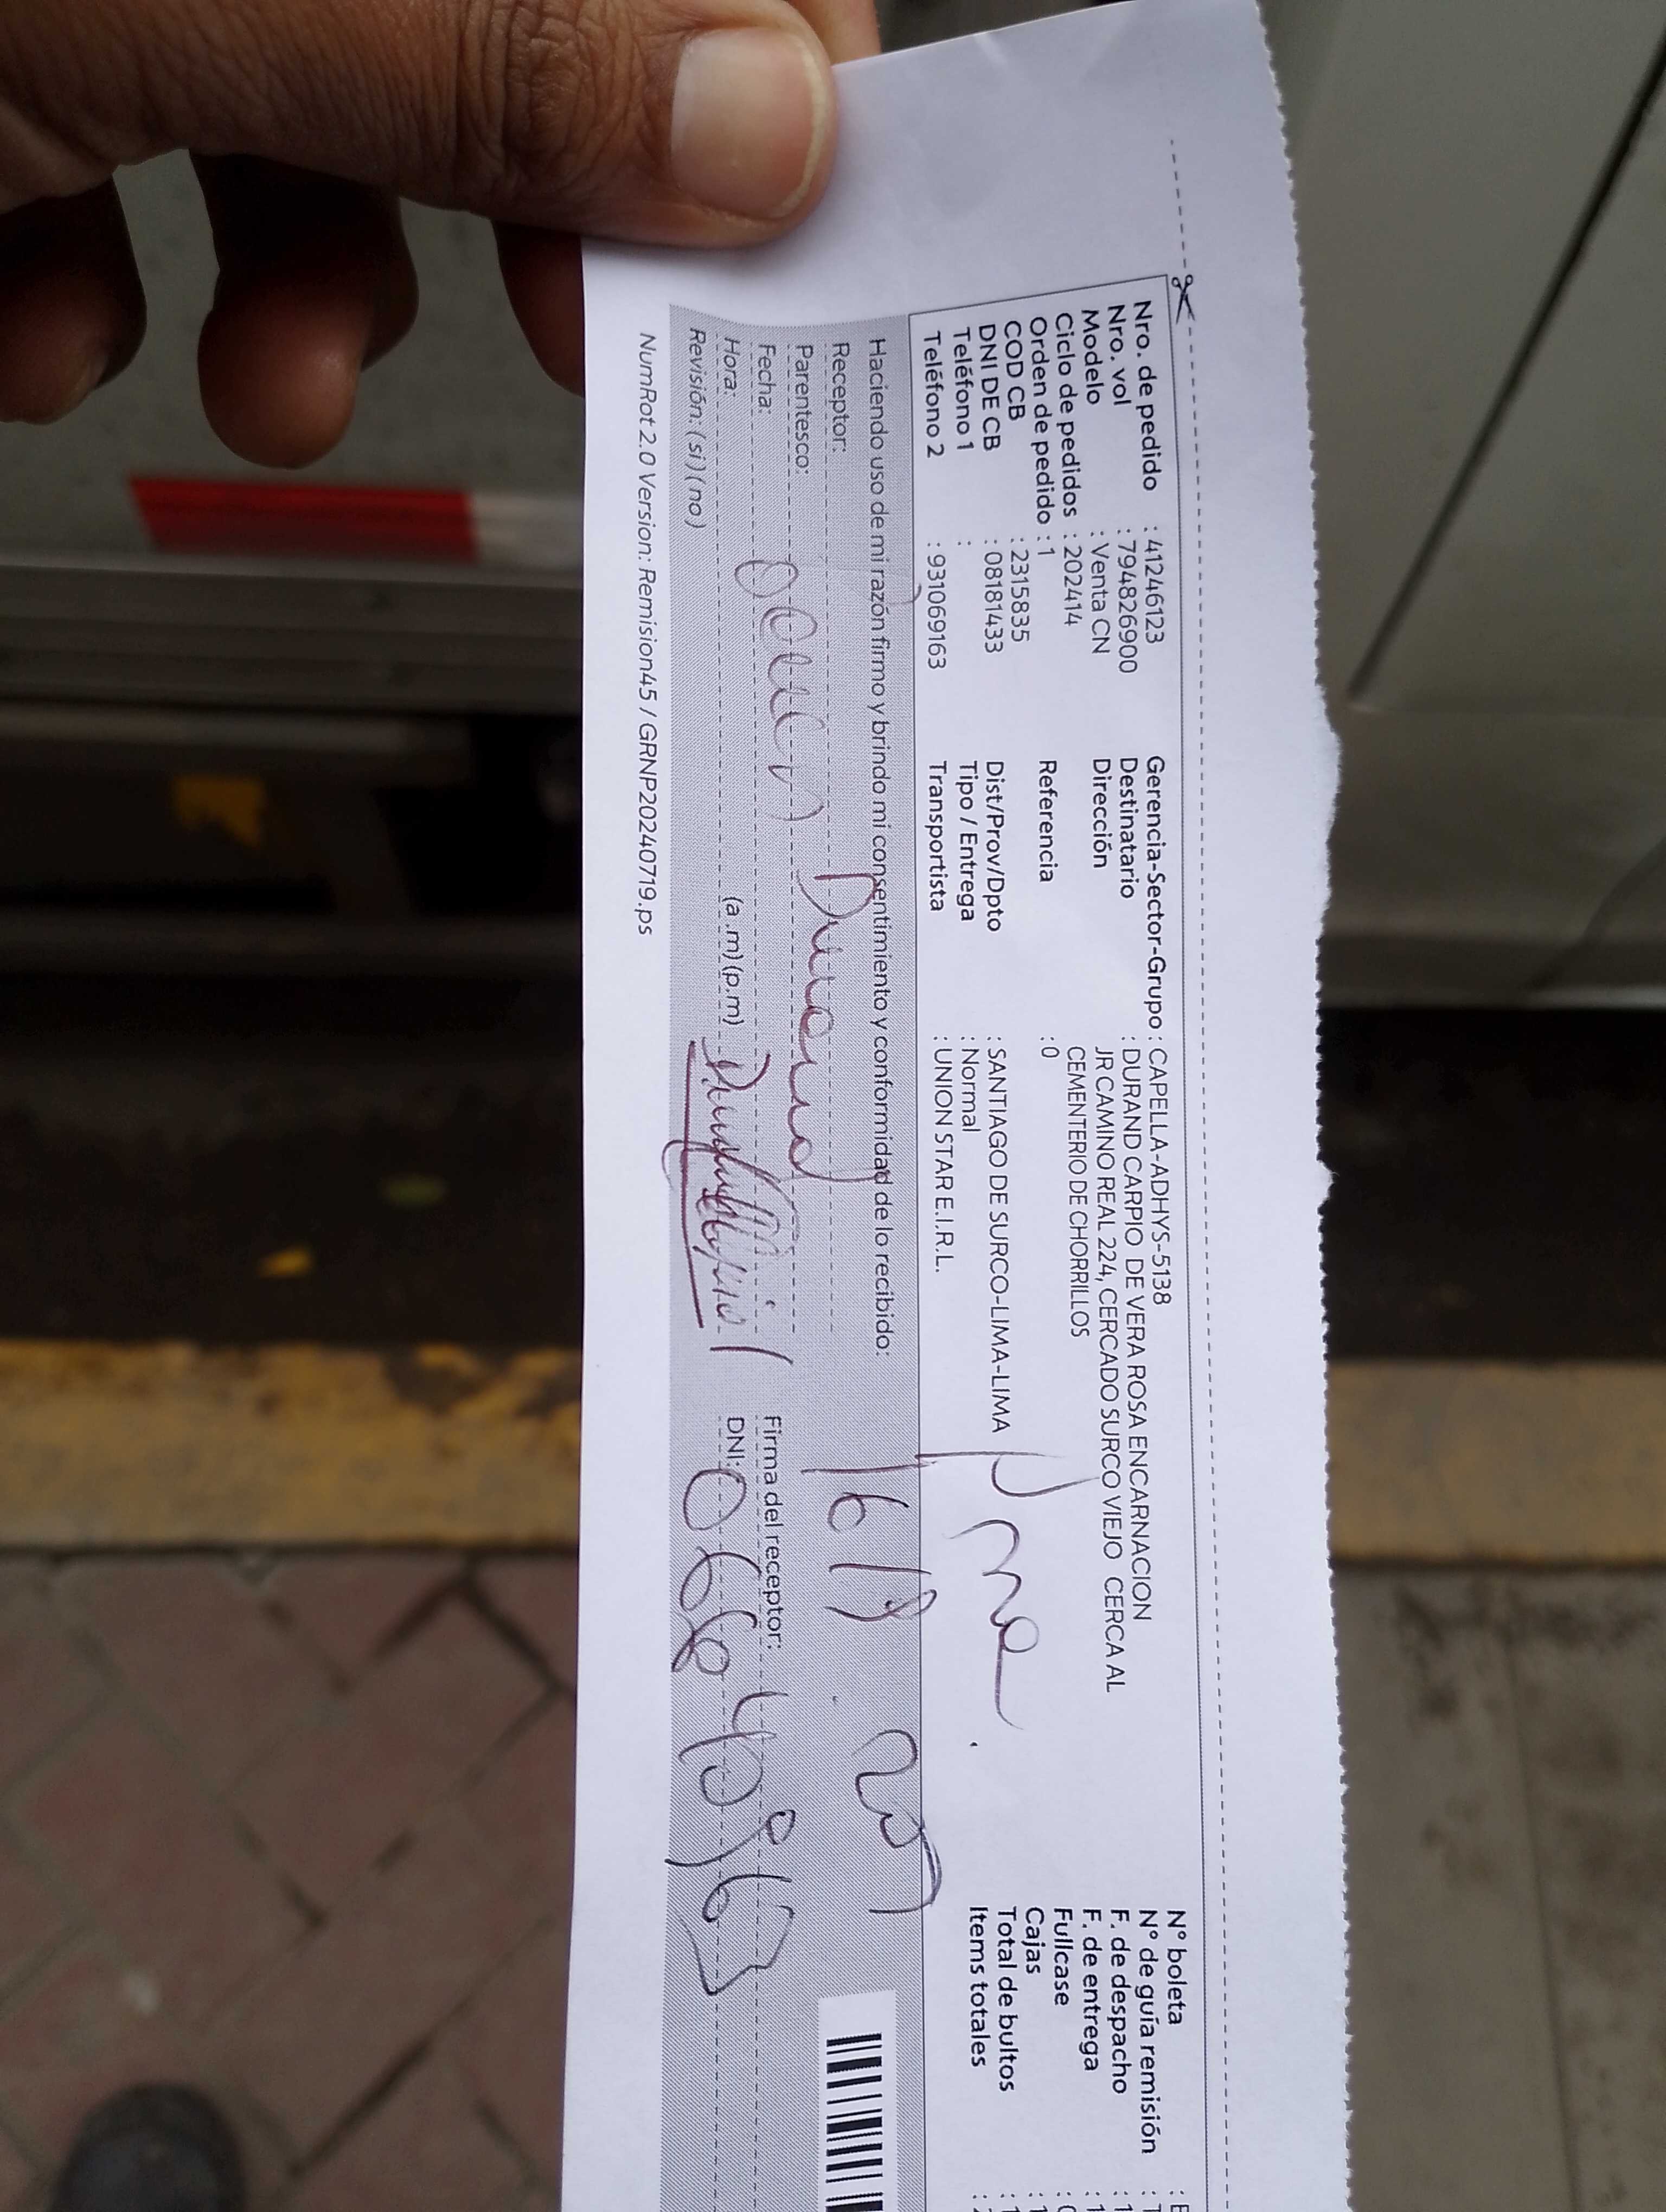 Nro. de pedido : 41246123
Nro. vol : 794826900
Modelo : Venta CN
Ciclo de pedidos : 202414
Orden de pedido : 1
COD CB : 2315835
DNI DE CB : 08181433
Teléfono 1 :
Teléfono 2 : 931069163
Gerencia-Sector-Grupo : CAPELLA-ADHYS-5138
Destinatario : DURAND CARPIO DE VERA ROSA ENCARNACION
Dirección JR CAMINO REAL 224, CERCADO SURCO VIEJO CERCA AL
CEMENTERIO DE CHORRILLOS
Referencia : 0
Dist/Prov/Dpto : SANTIAGO DE SURCO-LIMA-LIMA
Tipo / Entrega : Normal
Transportista : UNION STAR E.I.R.L.
N° boleta : B
N° de guía remisión : T
F. de despacho : 1
F. de entrega : 1
Fullcase
Cajas : 1
Total de bultos : 1
Items totales
Haciendo uso de mi razón firmo y brindo mi consentimiento y conformidad de lo recibido:
Receptor:
Parentesco:
Fecha:
Hora: (a.m) (p.m)
Revisión: (si) (no)
Durand
Firma del receptor:
DNI:
NumRot 2.0 Version: Remision45 / GRNP20240719.ps